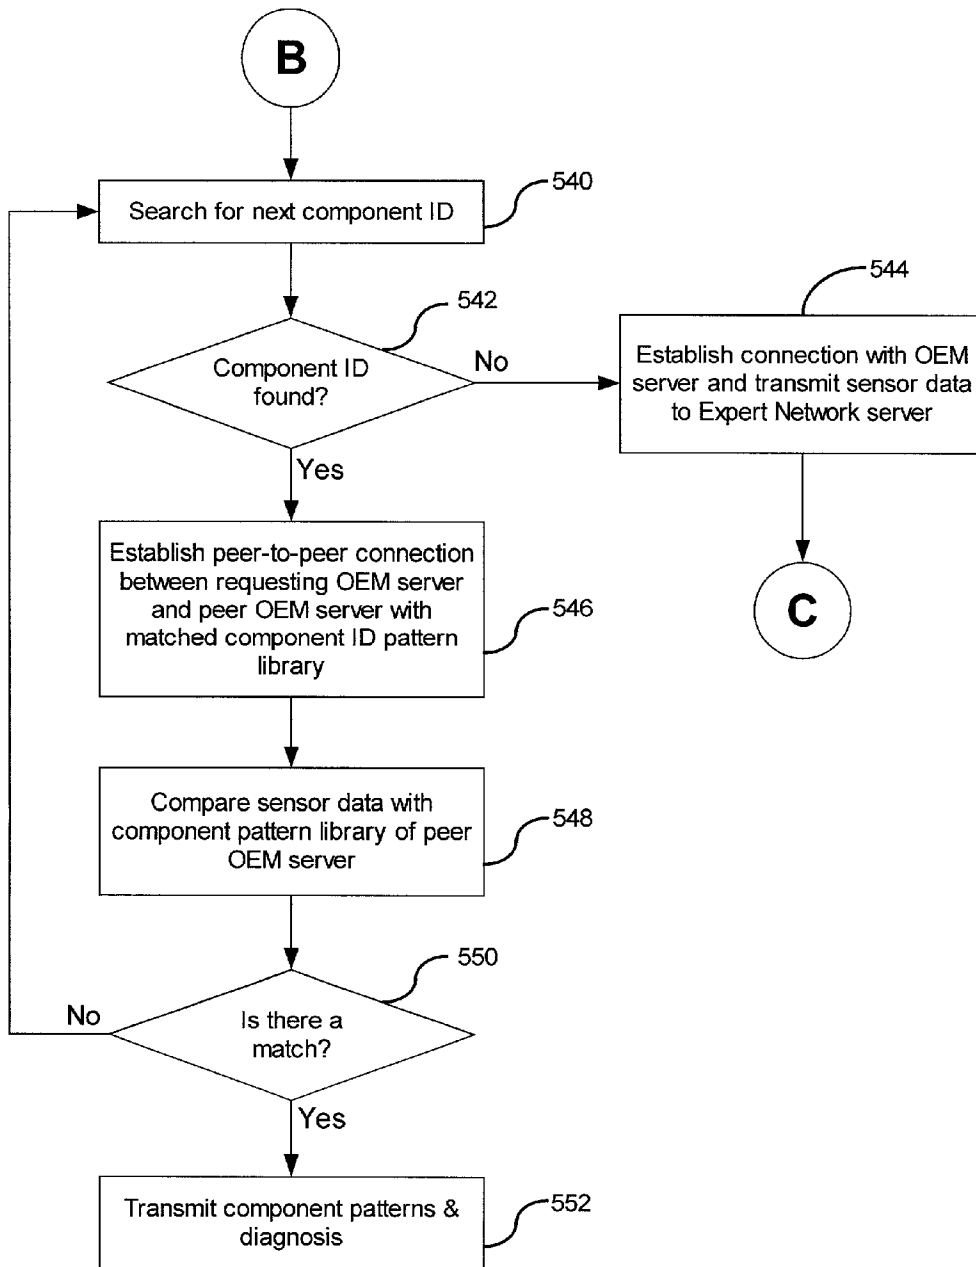 B
Search for next component ID
540
542
Component ID
found?
No
544
Establish connection with OEM
server and transmit sensor data
to Expert Network server
C
Yes
Establish peer-to-peer connection
between requesting OEM server
and peer OEM server with
matched component ID pattern
library
546
Compare sensor data with
component pattern library of peer
OEM server
548
550
Is there a
match?
No
Yes
Transmit component patterns &
diagnosis
552